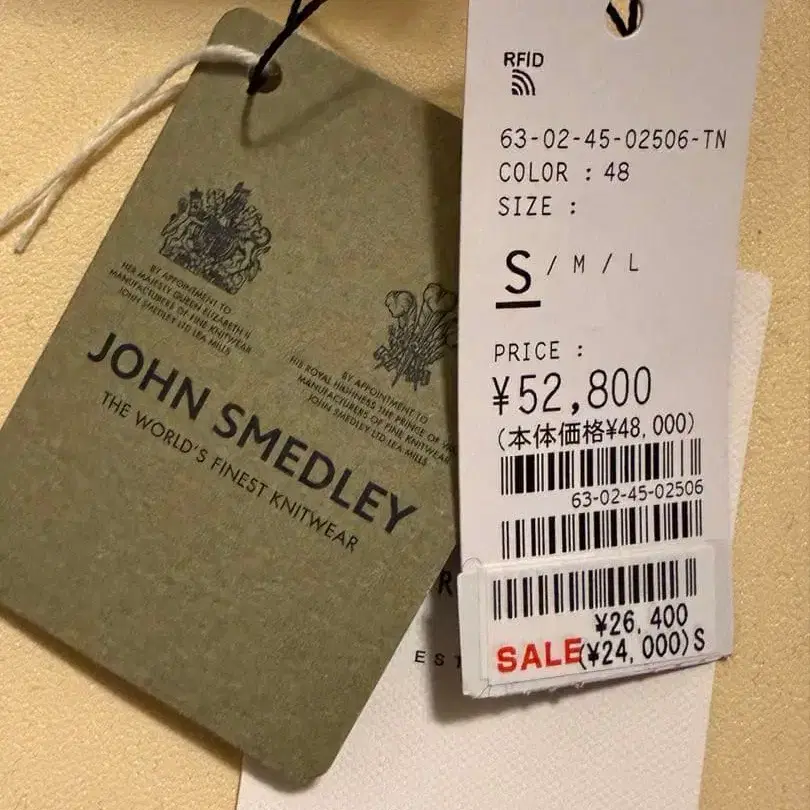 BY APPOINTMENT TO
HER MAJESTY QUEEN ELIZABETH II
MANUFACTURERS OF FINE KNITWEAR
JOHN SMEDLEY LTD LEA MILLS
BY APPOINTMENT TO
HIS ROYAL HIGHNESS THE PRINCE OF
MANUFACTURERS OF FINE KNITWEAR
JOHN SMEDLEY LTD LEA MILLS
JOHN SMEDLEY
THE WORLD'S FINEST KNITWEAR
RFID
63-02-45-02506-TN
COLOR : 48
SIZE :
S / M / L
PRICE :
¥52,800
(本体価格¥48,000)
63-02-45-02506
¥26,400
SALE(¥24,000)S
EST